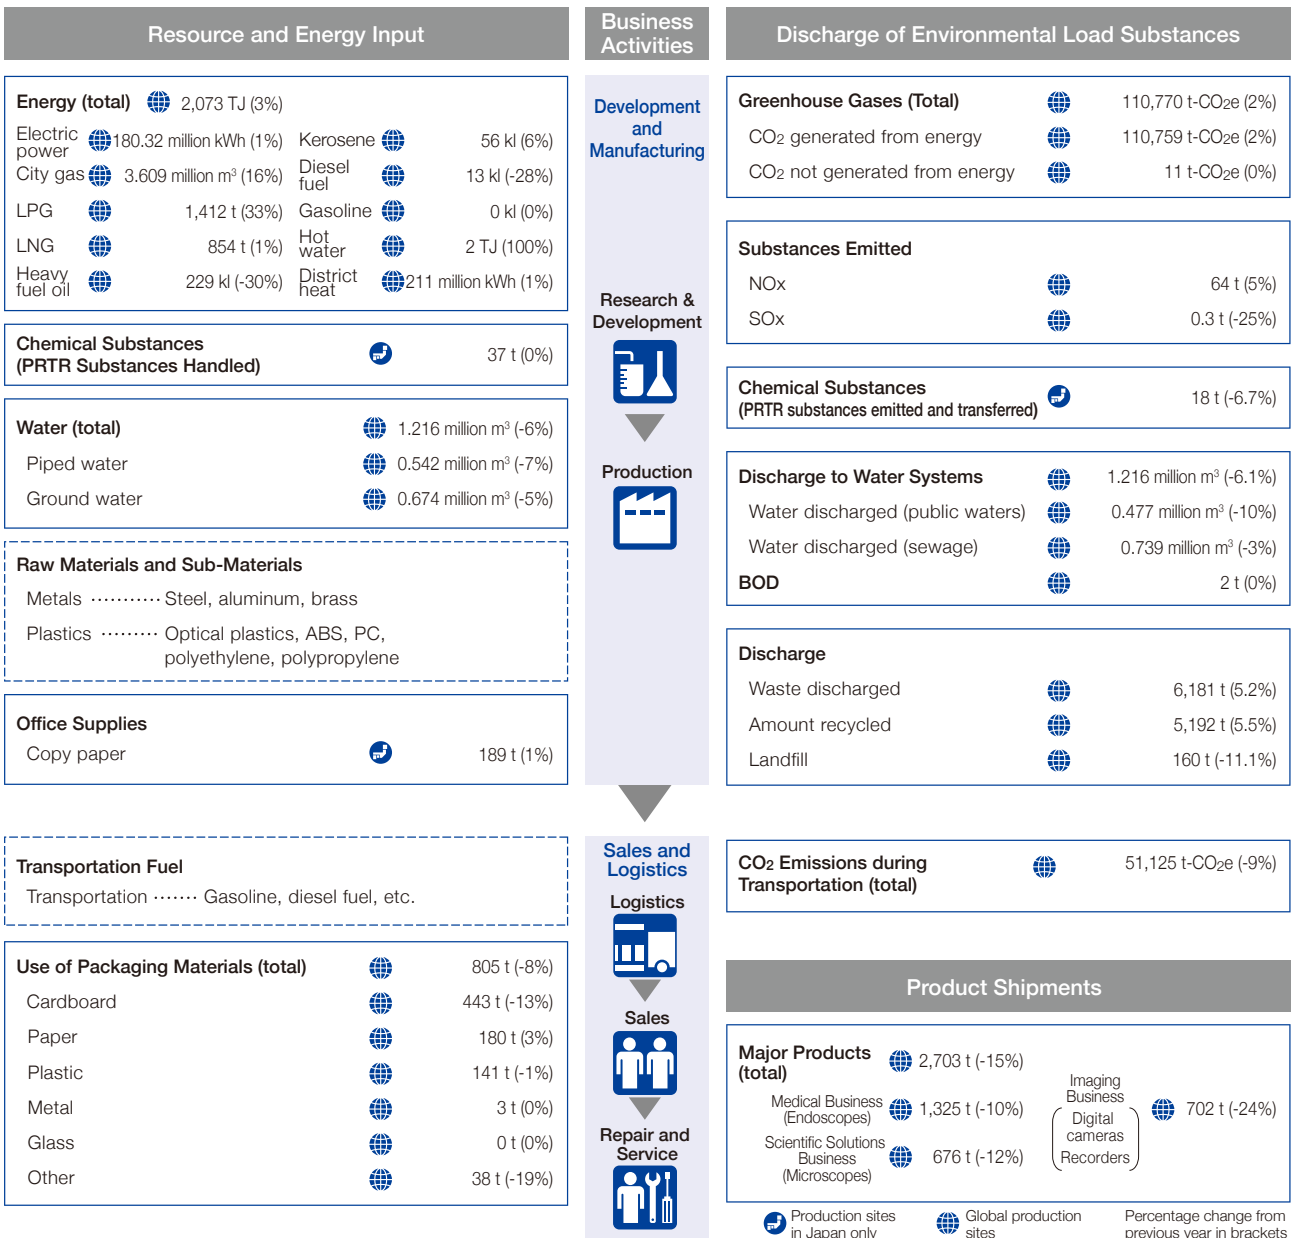 Resource and Energy Input
Energy (total) 2,073 TJ (3%)
Electric power 180.32 million kWh (1%)
City gas 3.609 million m³ (16%)
LPG 1,412 t (33%)
LNG 854 t (1%)
Heavy fuel oil 229 kl (-30%)
Kerosene 56 kl (6%)
Diesel fuel 13 kl (-28%)
Gasoline 0 kl (0%)
Hot water 2 TJ (100%)
District heat 211 million kWh (1%)
Chemical Substances
(PRTR Substances Handled) 37 t (0%)
Water (total) 1.216 million m³ (-6%)
Piped water 0.542 million m³ (-7%)
Ground water 0.674 million m³ (-5%)
Raw Materials and Sub-Materials
Metals ··········· Steel, aluminum, brass
Plastics ········· Optical plastics, ABS, PC,
polyethylene, polypropylene
Office Supplies
Copy paper 189 t (1%)
Transportation Fuel
Transportation ······· Gasoline, diesel fuel, etc.
Use of Packaging Materials (total) 805 t (-8%)
Cardboard 443 t (-13%)
Paper 180 t (3%)
Plastic 141 t (-1%)
Metal 3 t (0%)
Glass 0 t (0%)
Other 38 t (-19%)
Business
Activities
Development
and
Manufacturing
Research &
Development
Production
Sales and
Logistics
Logistics
Sales
Repair and
Service
Discharge of Environmental Load Substances
Greenhouse Gases (Total) 110,770 t-CO2e (2%)
CO2 generated from energy 110,759 t-CO2e (2%)
CO2 not generated from energy 11 t-CO2e (0%)
Substances Emitted
NOx 64 t (5%)
SOx 0.3 t (-25%)
Chemical Substances
(PRTR substances emitted and transferred) 18 t (-6.7%)
Discharge to Water Systems 1.216 million m³ (-6.1%)
Water discharged (public waters) 0.477 million m³ (-10%)
Water discharged (sewage) 0.739 million m³ (-3%)
BOD 2 t (0%)
Discharge
Waste discharged 6,181 t (5.2%)
Amount recycled 5,192 t (5.5%)
Landfill 160 t (-11.1%)
CO2 Emissions during
Transportation (total) 51,125 t-CO2e (-9%)
Product Shipments
Major Products
(total) 2,703 t (-15%)
Medical Business
(Endoscopes) 1,325 t (-10%)
Scientific Solutions
Business
(Microscopes) 676 t (-12%)
Imaging
Business
Digital
cameras
Recorders
702 t (-24%)
Production sites
in Japan only
Global production
sites
Percentage change from
previous year in brackets